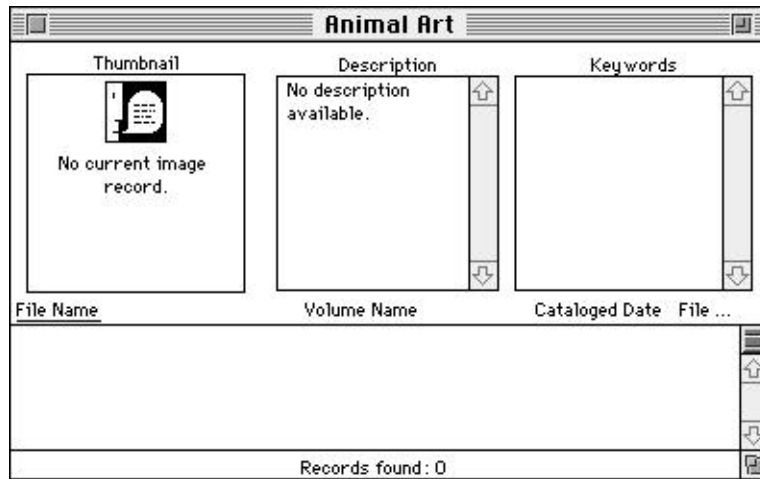 Animal Art
Thumbnail
No current image
record.
Description
No description
available.
Keywords
File Name Volume Name Cataloged Date File ...
Records found: 0